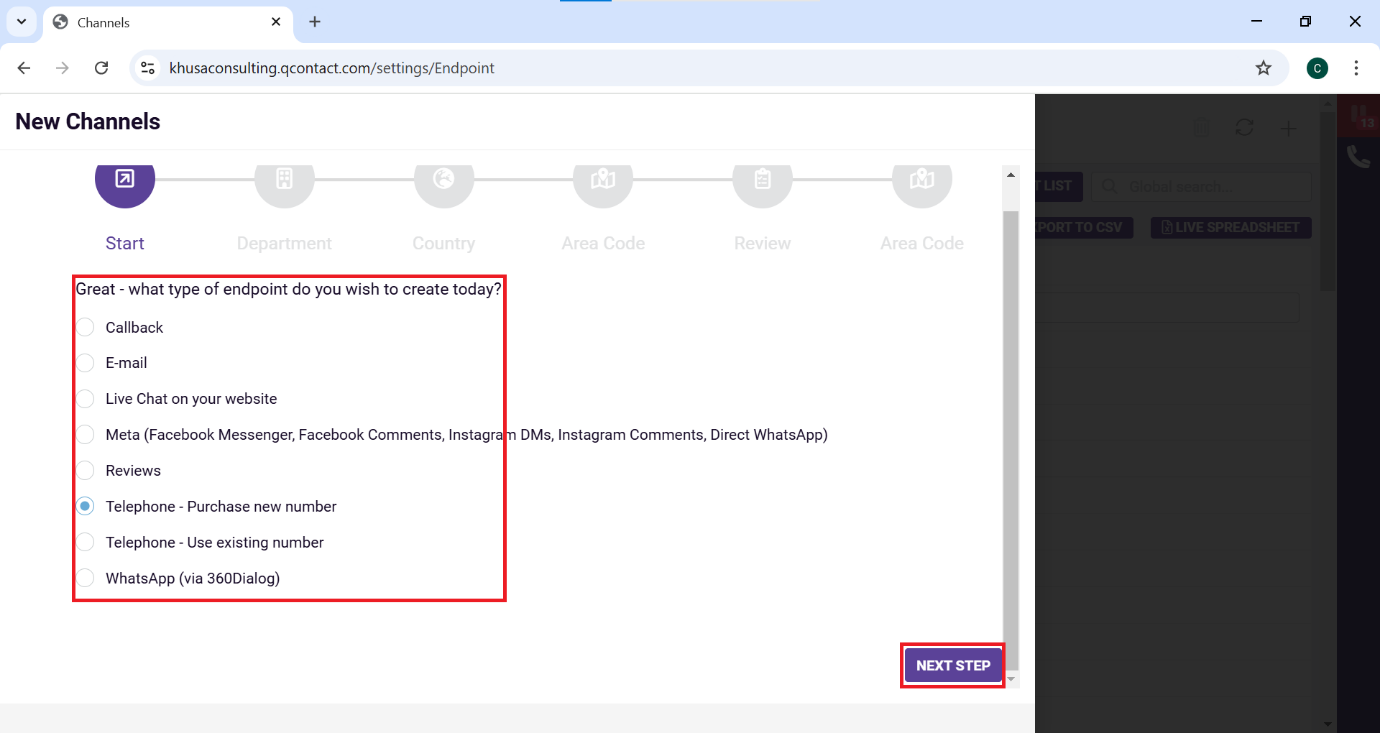 Channels
khusaconsulting.qcontact.com/settings/Endpoint
C
New Channels
13
Start
Department
Country
Area Code
Review
Area Code
T LIST
Global search...
PORT TO CSV
LIVE SPREADSHEET
Great - what type of endpoint do you wish to create today?
Callback
E-mail
Live Chat on your website
Meta (Facebook Messenger, Facebook Comments, Instagram DMs, Instagram Comments, Direct WhatsApp)
Reviews
Telephone - Purchase new number
Telephone - Use existing number
WhatsApp (via 360Dialog)
NEXT STEP